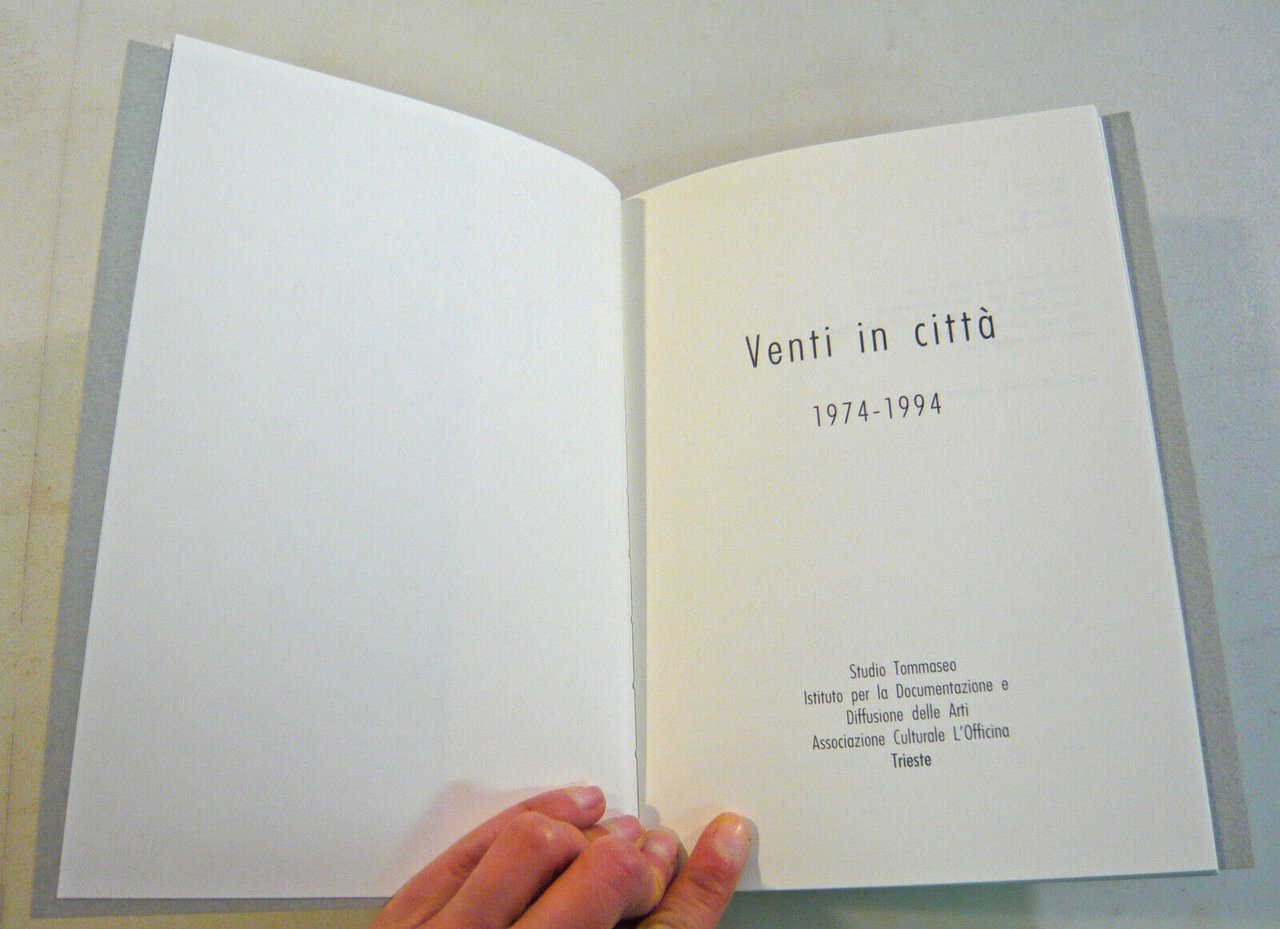 Venti in città
1974-1994
Studio Tommaseo
Istituto per la Documentazione e
Diffusione delle Arti
Associazione Culturale L'Officina
Trieste